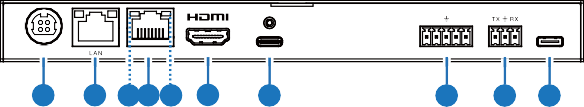 HDMI
LAN
TX ⏚ RX